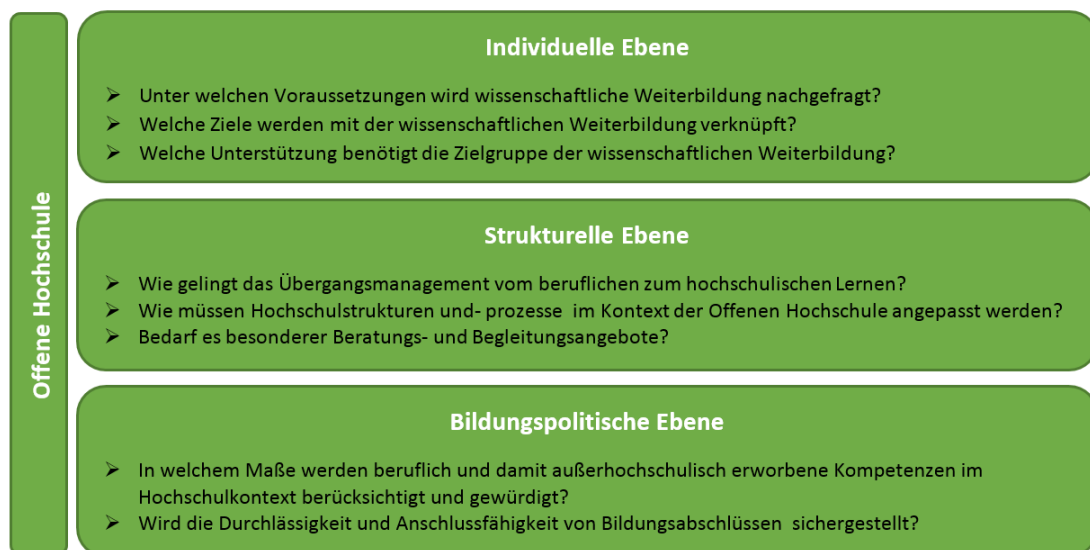 Offene Hochschule
Individuelle Ebene
➢ Unter welchen Voraussetzungen wird wissenschaftliche Weiterbildung nachgefragt?
➢ Welche Ziele werden mit der wissenschaftlichen Weiterbildung verknüpft?
➢ Welche Unterstützung benötigt die Zielgruppe der wissenschaftlichen Weiterbildung?
Strukturelle Ebene
➢ Wie gelingt das Übergangsmanagement vom beruflichen zum hochschulischen Lernen?
➢ Wie müssen Hochschulstrukturen und- prozesse  im Kontext der Offenen Hochschule angepasst werden?
➢ Bedarf es besonderer Beratungs- und Begleitungsangebote?
Bildungspolitische Ebene
➢ In welchem Maße werden beruflich und damit außerhochschulisch erworbene Kompetenzen im
Hochschulkontext berücksichtigt und gewürdigt?
➢ Wird die Durchlässigkeit und Anschlussfähigkeit von Bildungsabschlüssen  sichergestellt?